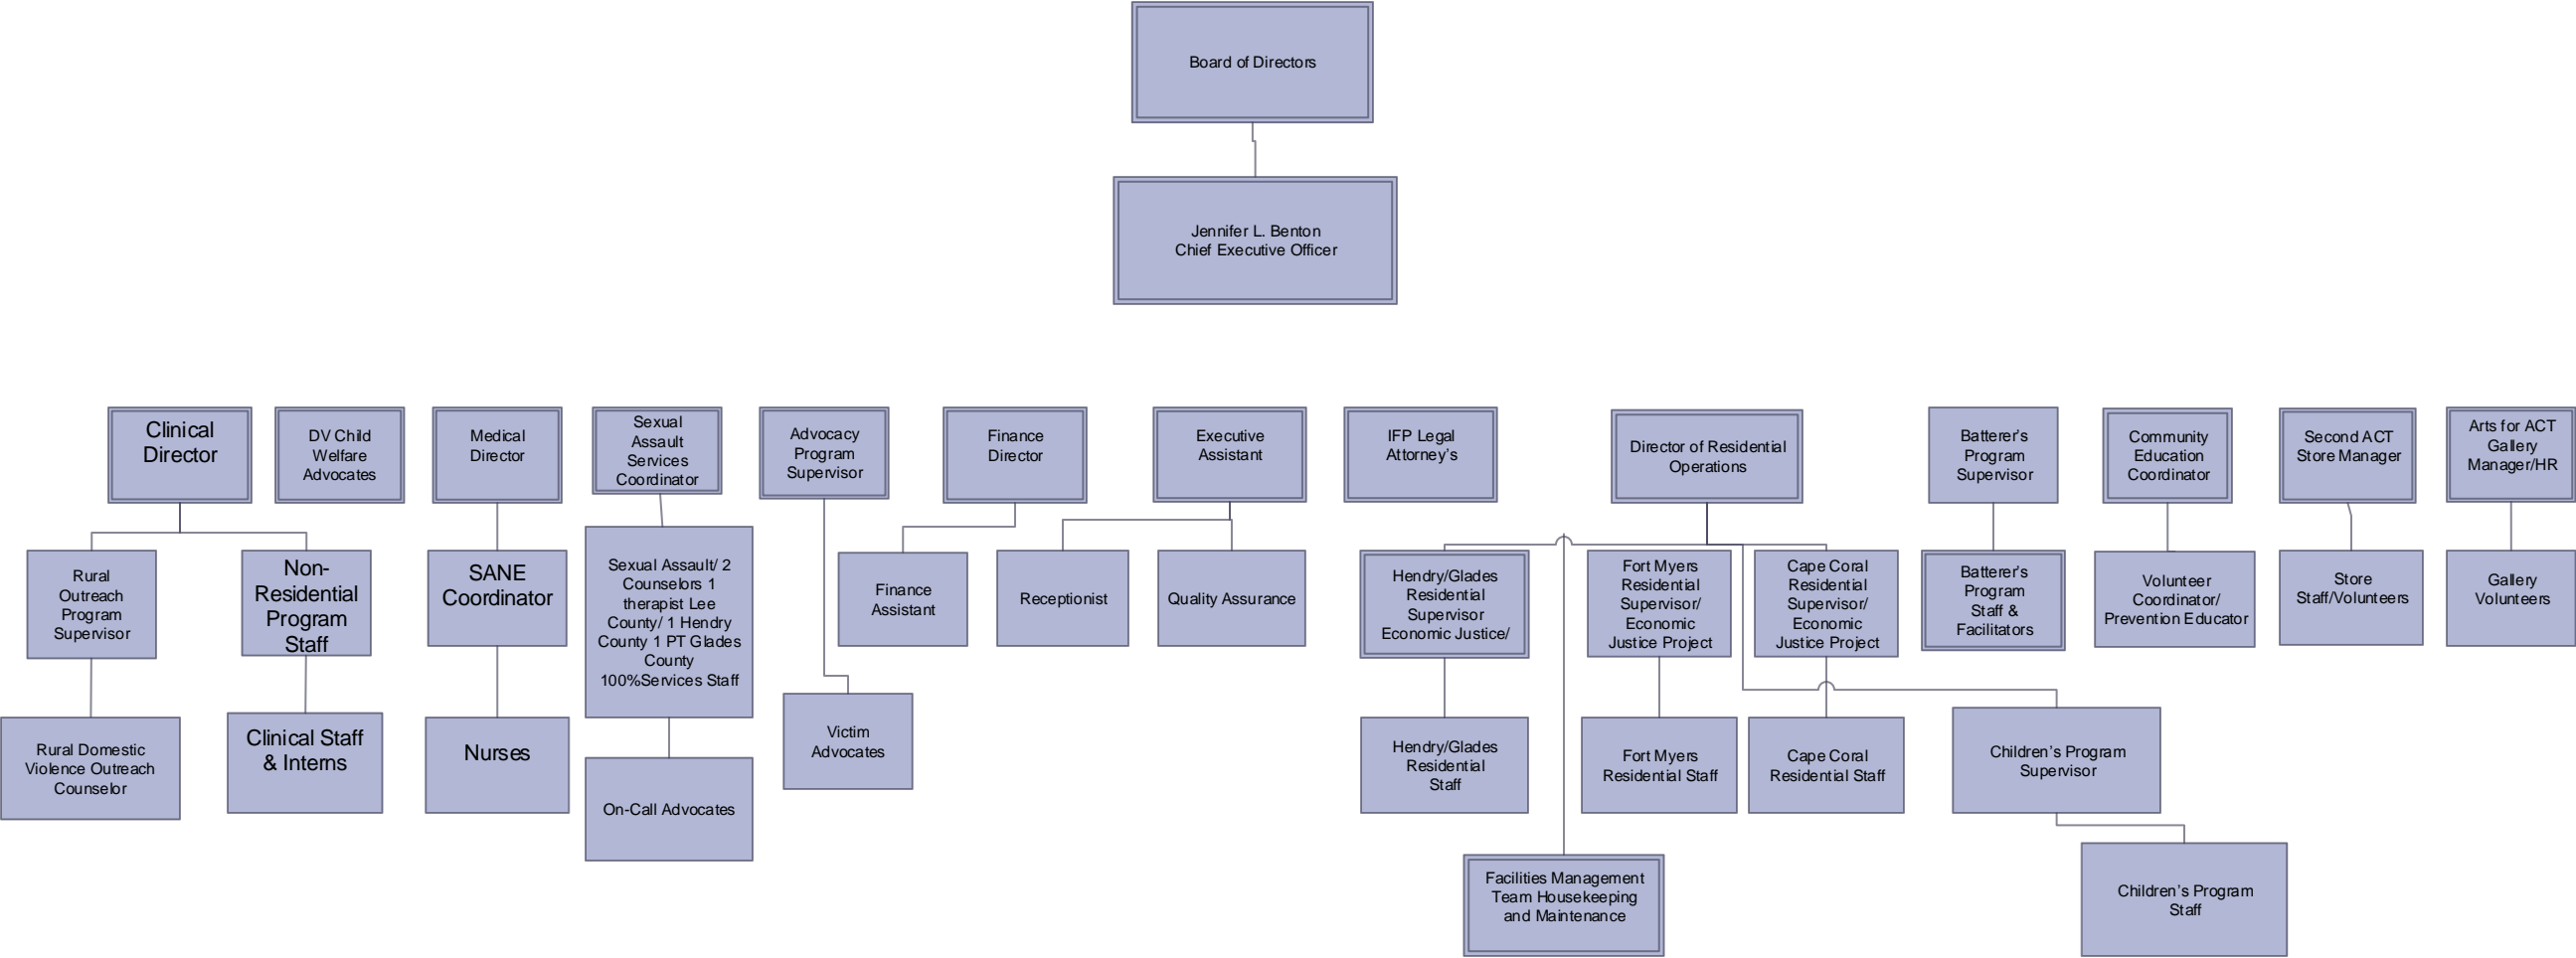 Board of Directors
Jennifer L. Benton
Chief Executive Officer
Clinical
Director
DV Child
Welfare
Advocates
Medical
Director
Sexual
Assault
Services
Coordinator
Advocacy
Program
Supervisor
Finance
Director
Executive
Assistant
IFP Legal
Attorney's
Director of Residential
Operations
Batterer's
Program
Supervisor
Community
Education
Coordinator
Second ACT
Store Manager
Arts for ACT
Gallery
Manager/HR
Rural
Outreach
Program
Supervisor
Non-
Residential
Program
Staff
SANE
Coordinator
Sexual Assault/ 2
Counselors 1
therapist Lee
County/ 1 Hendry
County 1 PT Glades
County
100%Services Staff
Finance
Assistant
Receptionist
Quality Assurance
Hendry/Glades
Residential
Supervisor
Economic Justice/
Fort Myers
Residential
Supervisor/
Economic
Justice Project
Cape Coral
Residential
Supervisor/
Economic
Justice Project
Batterer's
Program
Staff &
Facilitators
Volunteer
Coordinator/
Prevention Educator
Store
Staff/Volunteers
Gallery
Volunteers
Rural Domestic
Violence Outreach
Counselor
Clinical Staff
& Interns
Nurses
On-Call Advocates
Victim
Advocates
Hendry/Glades
Residential
Staff
Fort Myers
Residential Staff
Cape Coral
Residential Staff
Children's Program
Supervisor
Facilities Management
Team Housekeeping
and Maintenance
Children's Program
Staff